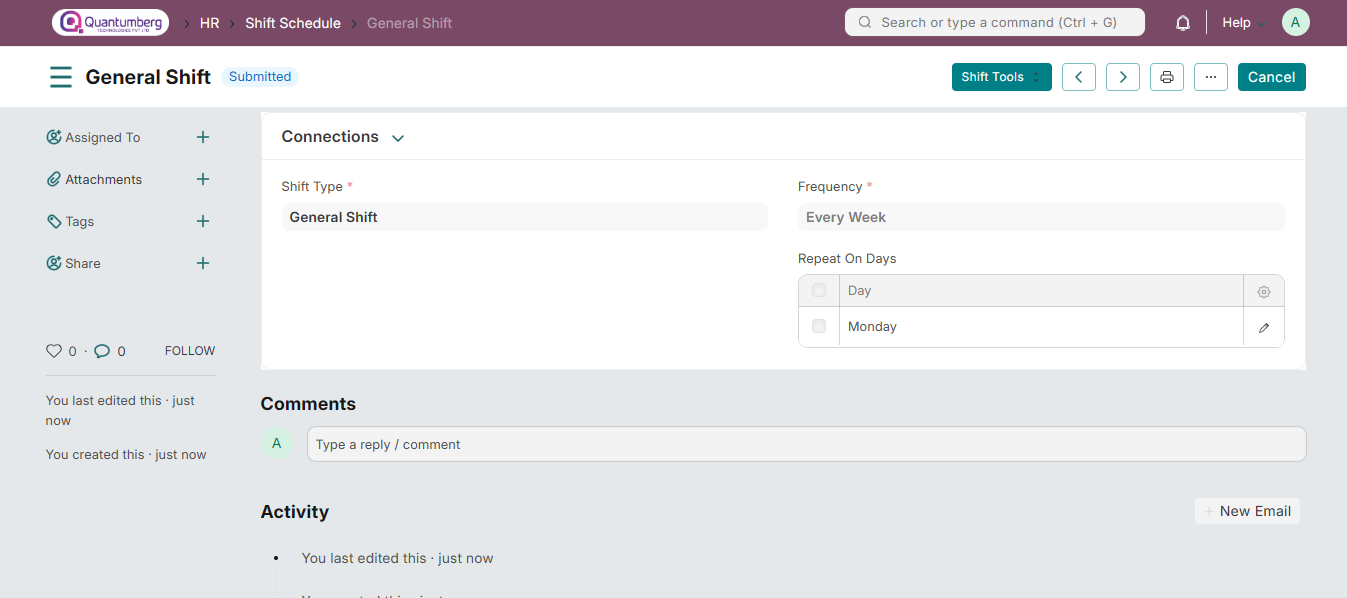 Quantumberg
TECHNOLOGIES PVT LTD
HR
Shift Schedule
General Shift
Search or type a command (Ctrl + G)
Help
A
General Shift
Submitted
Shift Tools
Cancel
Assigned To
Attachments
Tags
Share
0 · 0
FOLLOW
You last edited this · just
now
You created this · just now
Connections
Shift Type *
General Shift
Frequency *
Every Week
Repeat On Days
Day
Monday
Comments
A
Type a reply / comment
Activity
New Email
You last edited this · just now